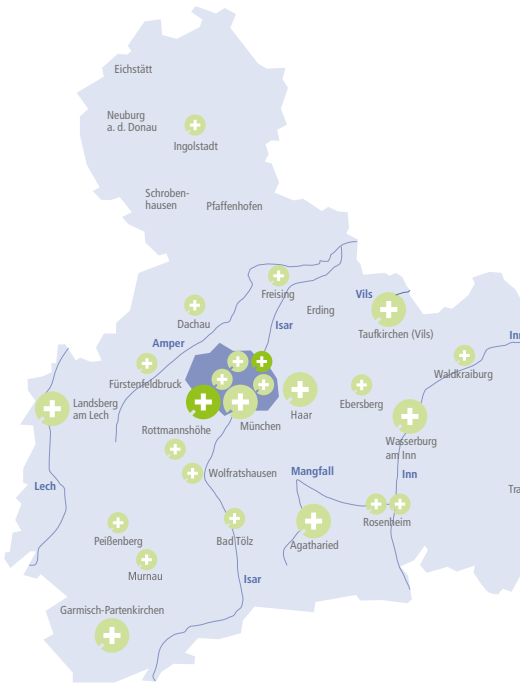 Eichstätt
Neuburg
a. d. Donau
Ingolstadt
Schroben-
hausen
Pfaffenhofen
Freising
Vils
Erding
Dachau
Isar
Taufkirchen (Vils)
Inn
Amper
Waldkraiburg
Fürstenfeldbruck
Landsberg
am Lech
Ebersberg
Haar
München
Rottmannshöhe
Wasserburg
am Inn
Wolfratshausen
Mangfall
Inn
Lech
Tra
Rosenheim
Peißenberg
Bad Tölz
Agatharied
Murnau
Isar
Garmisch-Partenkirchen